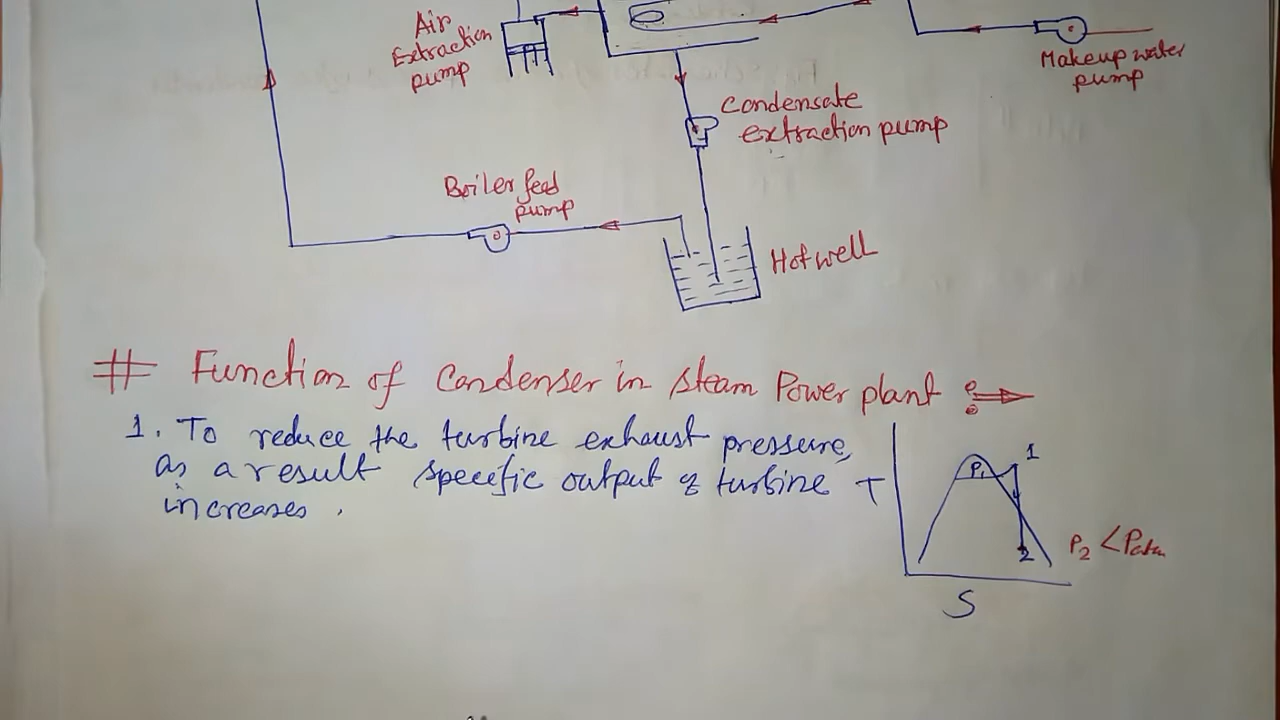 Air
Extraction
pump
Makeup water
pump
Condensate
extraction pump
Boiler feed
pump
Hot well
# Function of Condenser in steam Power plant :→
1. To reduce the turbine exhaust pressure,
as a result specific output of turbine
increases.
T
P1
1
2
P2 < Patm
S